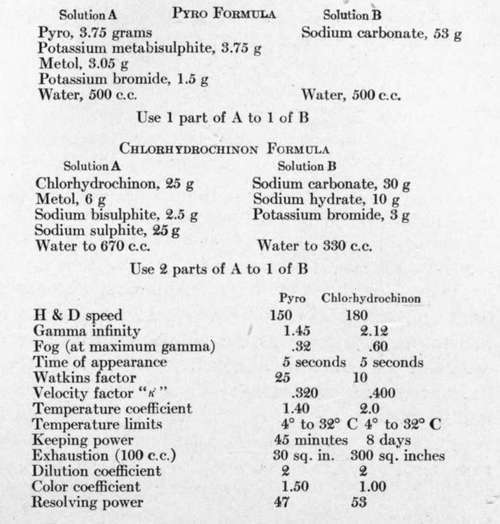 Solution A PYRO FORMULA Solution B
Pyro, 3.75 grams Sodium carbonate, 53 g
Potassium metabisulphite, 3.75 g
Metol, 3.05 g
Potassium bromide, 1.5 g
Water, 500 c.c. Water, 500 c.c.
Use 1 part of A to 1 of B
CHLORHYDROCHINON FORMULA
Solution A Solution B
Chlorhydrochinon, 25 g Sodium carbonate, 30 g
Metol, 6 g Sodium hydrate, 10 g
Sodium bisulphite, 2.5 g Potassium bromide, 3 g
Sodium sulphite, 25 g
Water to 670 c.c. Water to 330 c.c.
Use 2 parts of A to 1 of B
Pyro Chlorhydrochinon
H & D speed 150 180
Gamma infinity 1.45 2.12
Fog (at maximum gamma) .32 .60
Time of appearance 5 seconds 5 seconds
Watkins factor 25 10
Velocity factor "K" .320 .400
Temperature coefficient 1.40 2.0
Temperature limits 4° to 32° C 4° to 32° C
Keeping power 45 minutes 8 days
Exhaustion (100 c.c.) 30 sq. in. 300 sq. inches
Dilution coefficient 2 2
Color coefficient 1.50 1.00
Resolving power 47 53